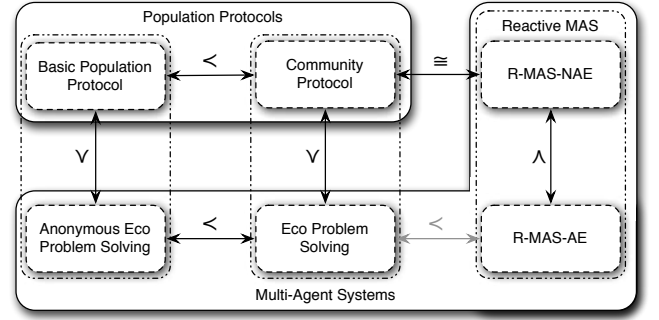 Population Protocols
Reactive MAS
Basic Population
Protocol
≺
Community
Protocol
≅
R-MAS-NAE
⋎
⋎
⋏
Anonymous Eco
Problem Solving
≺
Eco Problem
Solving
≺
R-MAS-AE
Multi-Agent Systems